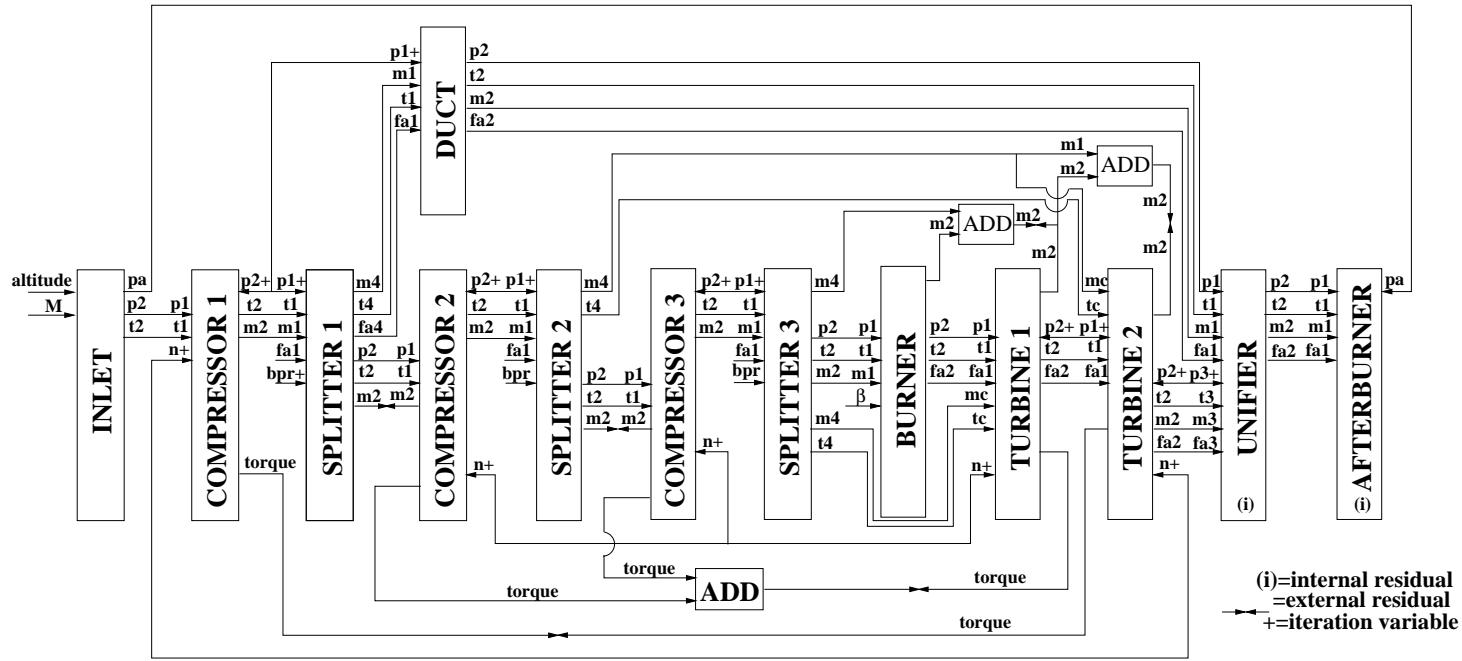 altitude
M
INLET
pa
p2
t2
p1
t1
n+
COMPRESSOR 1
p2+
t2
m2
torque
p1+
t1
m1
fa1
bpr+
SPLITTER 1
m4
t4
fa4
p2
t2
m2
p1+
m1
t1
fa1
DUCT
p2
t2
m2
fa2
p1
t1
m2
COMPRESSOR 2
p2+
t2
m2
n+
p1+
t1
m1
fa1
bpr
SPLITTER 2
m4
t4
p2
t2
m2
p1
t1
m2
COMPRESSOR 3
p2+
t2
m2
n+
p1+
t1
m1
fa1
bpr
SPLITTER 3
m4
p2
t2
m2
m4
t4
p1
t1
m1
β
BURNER
m2
p2
t2
fa2
ADD
m2
p1
t1
fa1
mc
tc
n+
TURBINE 1
m2
p2+
t2
fa2
m1
m2
ADD
m2
m2
mc
tc
p1+
t1
fa1
TURBINE 2
p2+
t2
m2
fa2
n+
p1
t1
m1
fa1
p3+
t3
m3
fa3
UNIFIER
(i)
p2
t2
m2
fa2
p1
t1
m1
fa1
AFTERBURNER
(i)
pa
torque
torque
ADD
torque
torque
(i)=internal residual
=external residual
+=iteration variable